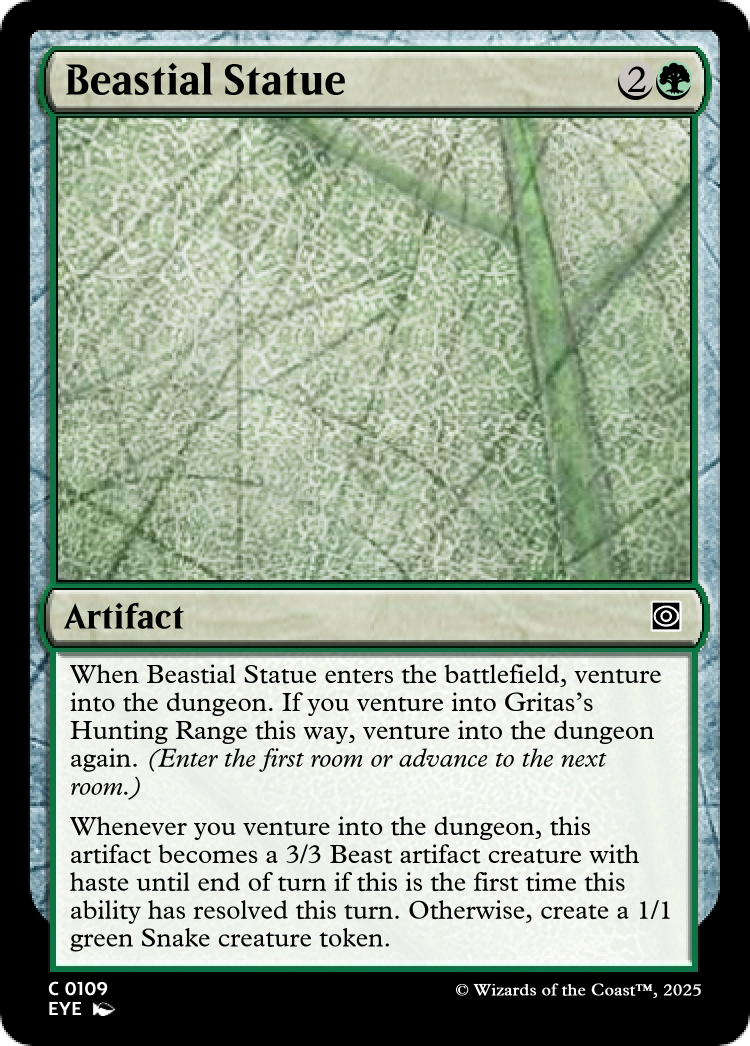 Beastial Statue 2
Artifact
When Beastial Statue enters the battlefield, venture
into the dungeon. If you venture into Gritas’s
Hunting Range this way, venture into the dungeon
again. (Enter the first room or advance to the next
room.)
Whenever you venture into the dungeon, this
artifact becomes a 3/3 Beast artifact creature with
haste until end of turn if this is the first time this
ability has resolved this turn. Otherwise, create a 1/1
green Snake creature token.
C 0109
EYE
© Wizards of the Coast™, 2025